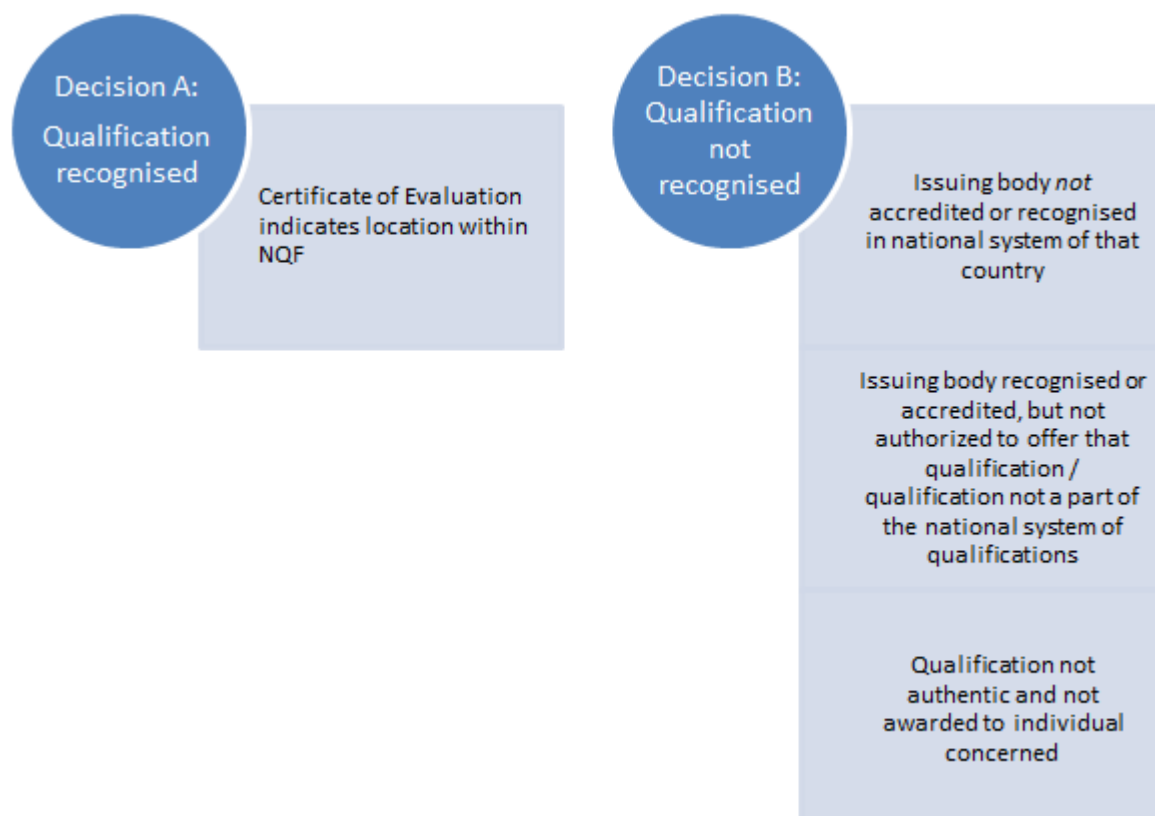 Decision A:
Qualification
recognised
Certificate of Evaluation
indicates location within
NQF
Decision B:
Qualification
not
recognised
Issuing body not
accredited or recognised
in national system of that
country
Issuing body recognised or
accredited, but not
authorized to offer that
qualification /
qualification not a part of
the national system of
qualifications
Qualification not
authentic and not
awarded to individual
concerned